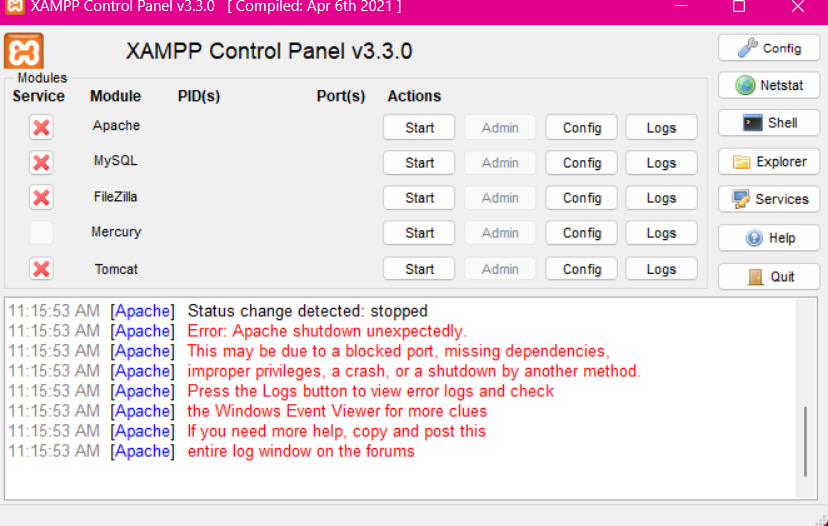 XAMPP Control Panel v3.3.0 [ Compiled: Apr 6th 2021 ]
XAMPP Control Panel v3.3.0
Config
Modules
Service Module PID(s) Port(s) Actions
Netstat
Apache Start Admin Config Logs
Shell
MySQL Start Admin Config Logs
Explorer
FileZilla Start Admin Config Logs
Services
Mercury Start Admin Config Logs
Help
Tomcat Start Admin Config Logs
Quit
11:15:53 AM [Apache] Status change detected: stopped
11:15:53 AM [Apache] Error: Apache shutdown unexpectedly.
11:15:53 AM [Apache] This may be due to a blocked port, missing dependencies,
11:15:53 AM [Apache] improper privileges, a crash, or a shutdown by another method.
11:15:53 AM [Apache] Press the Logs button to view error logs and check
11:15:53 AM [Apache] the Windows Event Viewer for more clues
11:15:53 AM [Apache] If you need more help, copy and post this
11:15:53 AM [Apache] entire log window on the forums